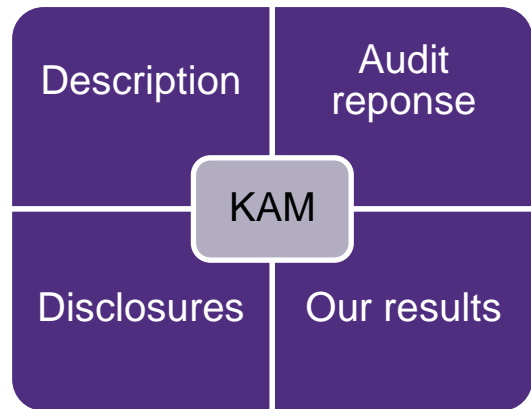 Description
Audit
reponse
KAM
Disclosures
Our results